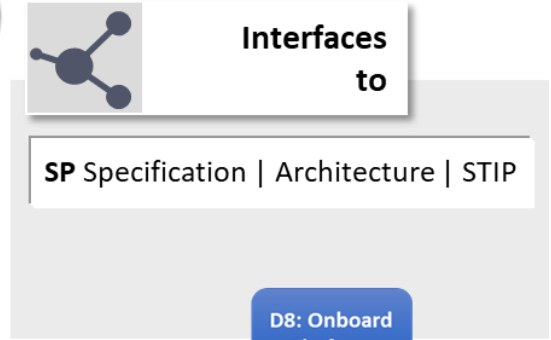 Interfaces
to
SP Specification | Architecture | STIP
D8: Onboard